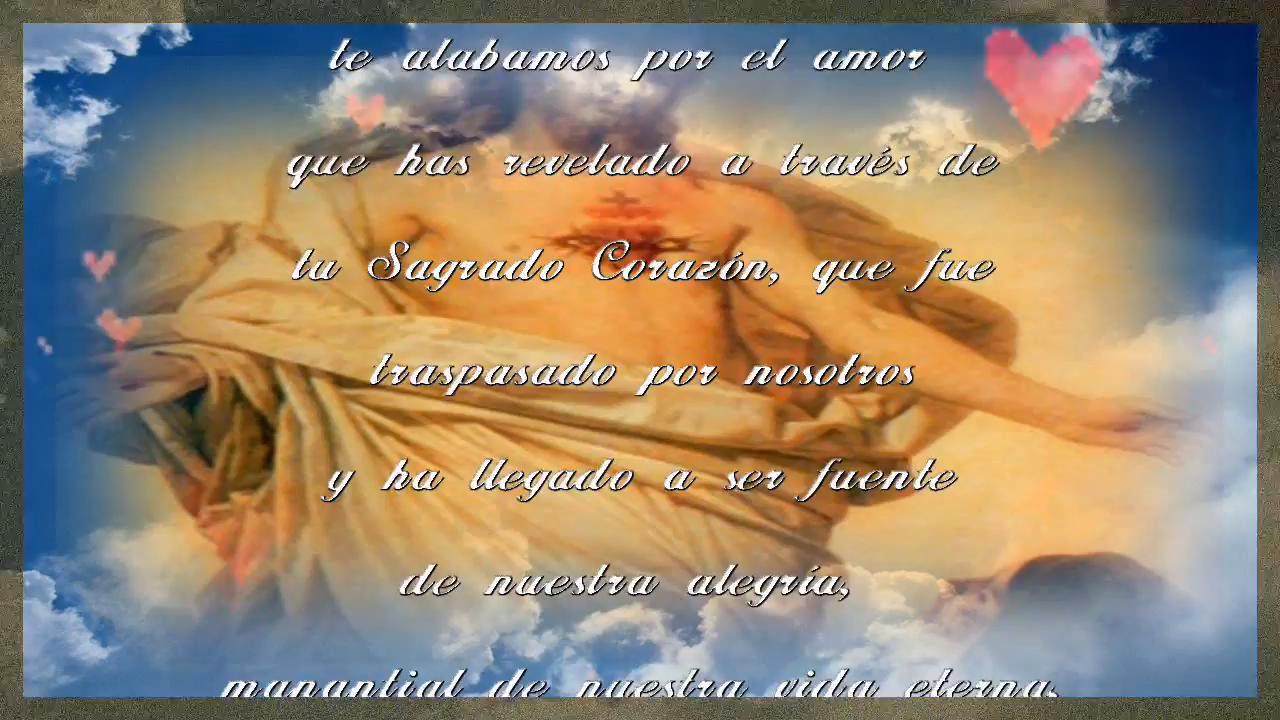 te alabamos por el amor
que has revelado a través de
tu Sagrado Corazón, que fue
traspasado por nosotros
y ha llegado a ser fuente
de nuestra alegría,
manantial de nuestra vida eterna.